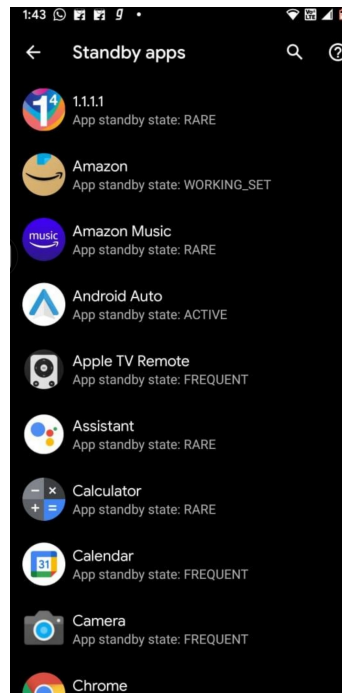 1:43
Standby apps
1.1.1.1
App standby state: RARE
Amazon
App standby state: WORKING_SET
music
Amazon Music
App standby state: RARE
Android Auto
App standby state: ACTIVE
Apple TV Remote
App standby state: FREQUENT
Assistant
App standby state: RARE
Calculator
App standby state: RARE
31
Calendar
App standby state: FREQUENT
Camera
App standby state: FREQUENT
Chrome